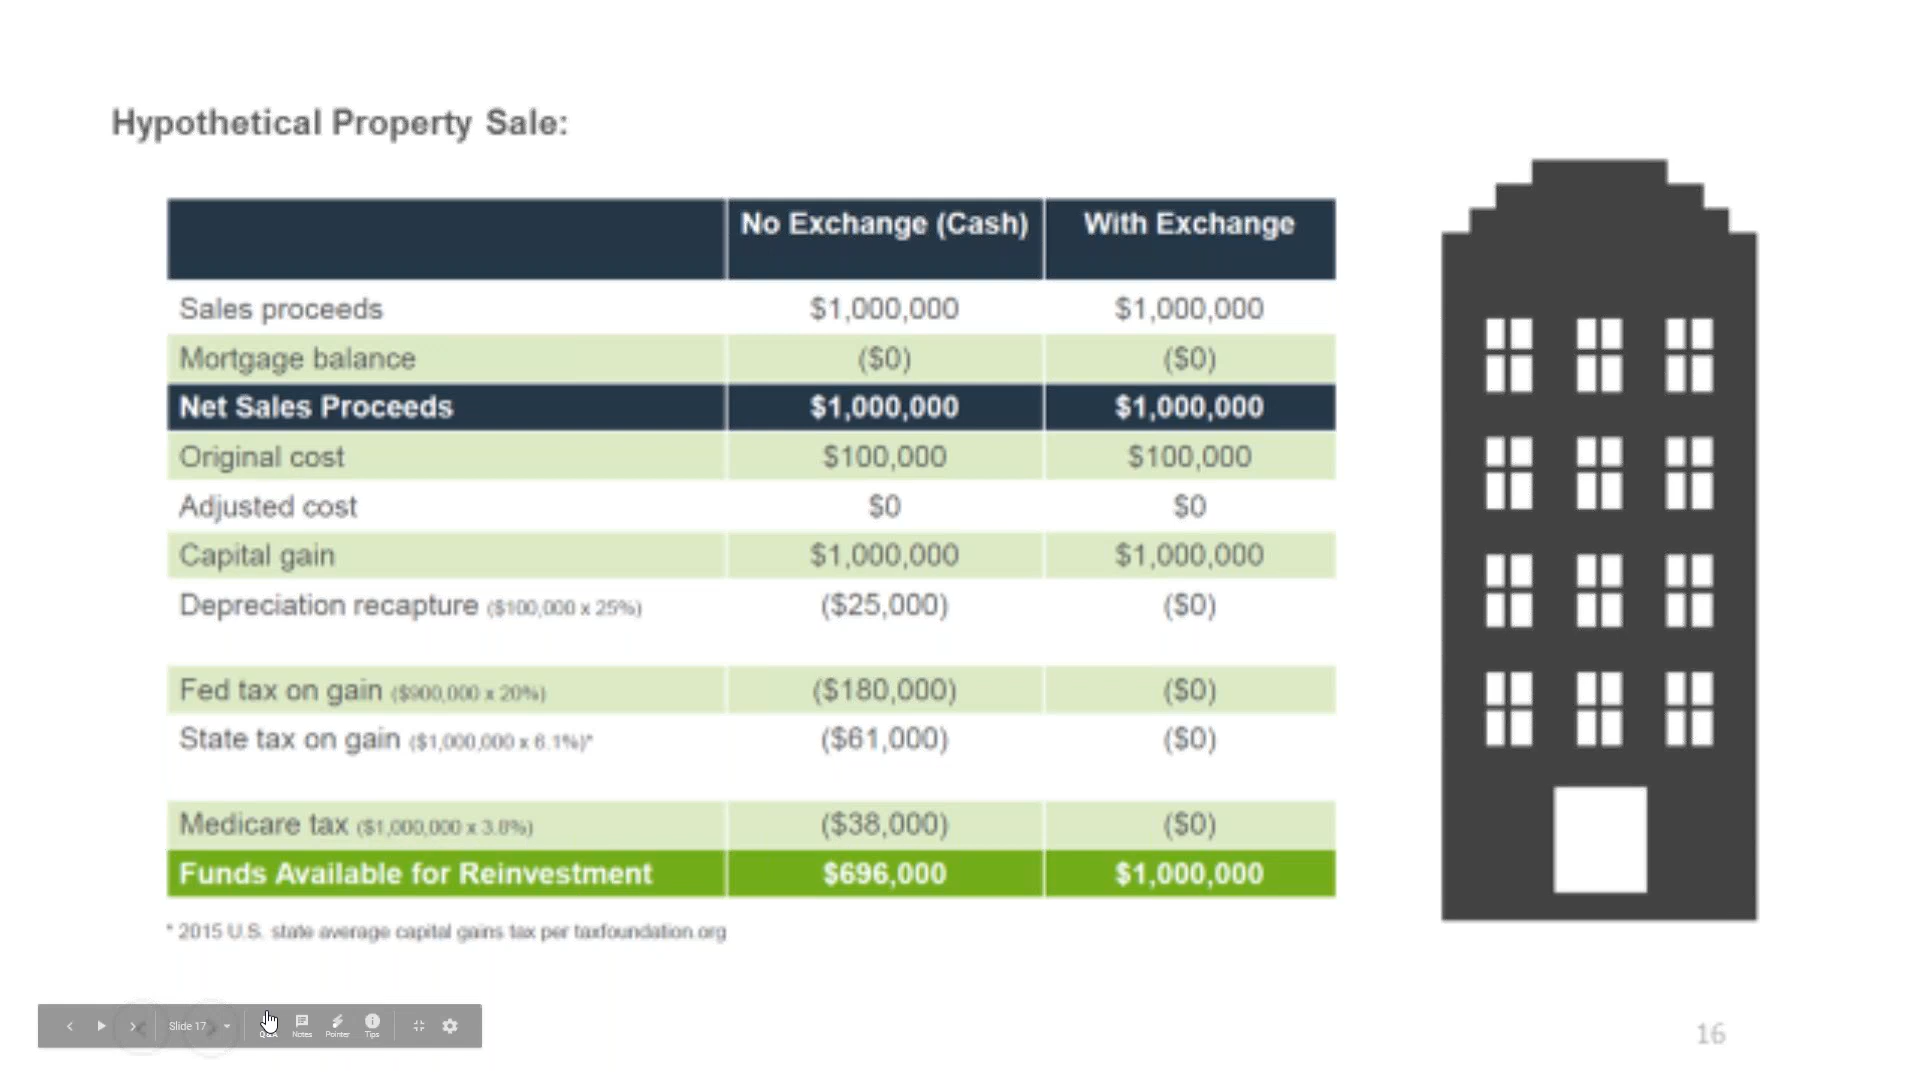 Hypothetical Property Sale:
No Exchange (Cash) With Exchange
Sales proceeds $1,000,000 $1,000,000
Mortgage balance ($0) ($0)
Net Sales Proceeds $1,000,000 $1,000,000
Original cost $100,000 $100,000
Adjusted cost $0 $0
Capital gain $1,000,000 $1,000,000
Depreciation recapture ($100,000 x 25%) ($25,000) ($0)
Fed tax on gain ($900,000 x 20%) ($180,000) ($0)
State tax on gain ($1,000,000 x 6.1%)* ($61,000) ($0)
Medicare tax ($1,000,000 x 3.8%) ($38,000) ($0)
Funds Available for Reinvestment $696,000 $1,000,000
* 2015 U.S. state average capital gains tax per taxfoundation.org
Slide 17 Q&A Notes Pointer Tips
16